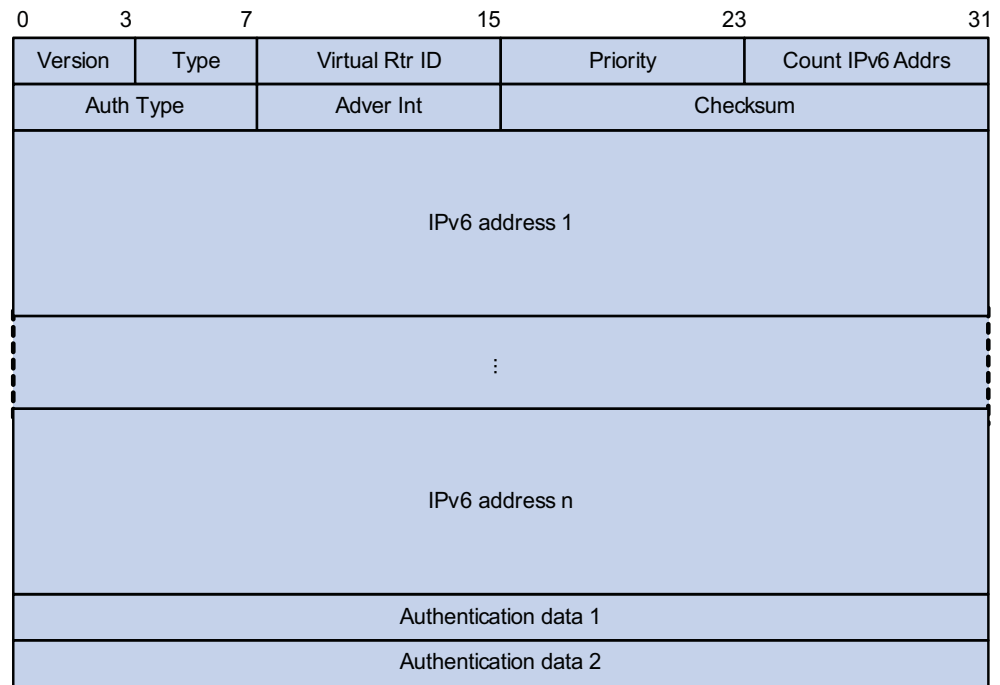 0 3 7 15 23 31
Version Type Virtual Rtr ID Priority Count IPv6 Addrs
Auth Type Adver Int Checksum
IPv6 address 1
⋮
IPv6 address n
Authentication data 1
Authentication data 2